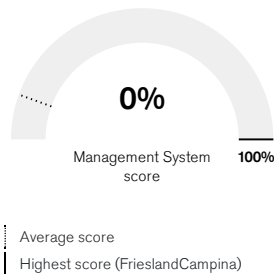 0%
Management System
score
100%
Average score
Highest score (FrieslandCampina)